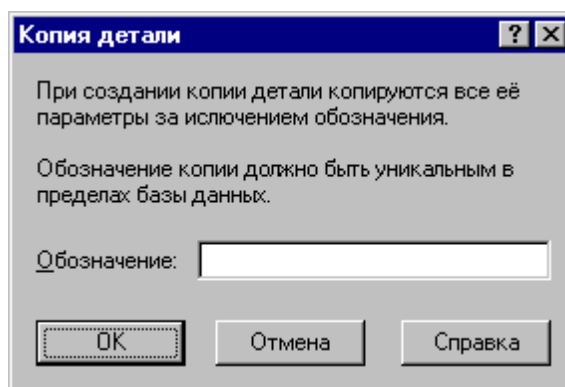 Копия детали
При создании копии детали копируются все её
параметры за ислючением обозначения.
Обозначение копии должно быть уникальным в
пределах базы данных.
Обозначение:
OK Отмена Справка